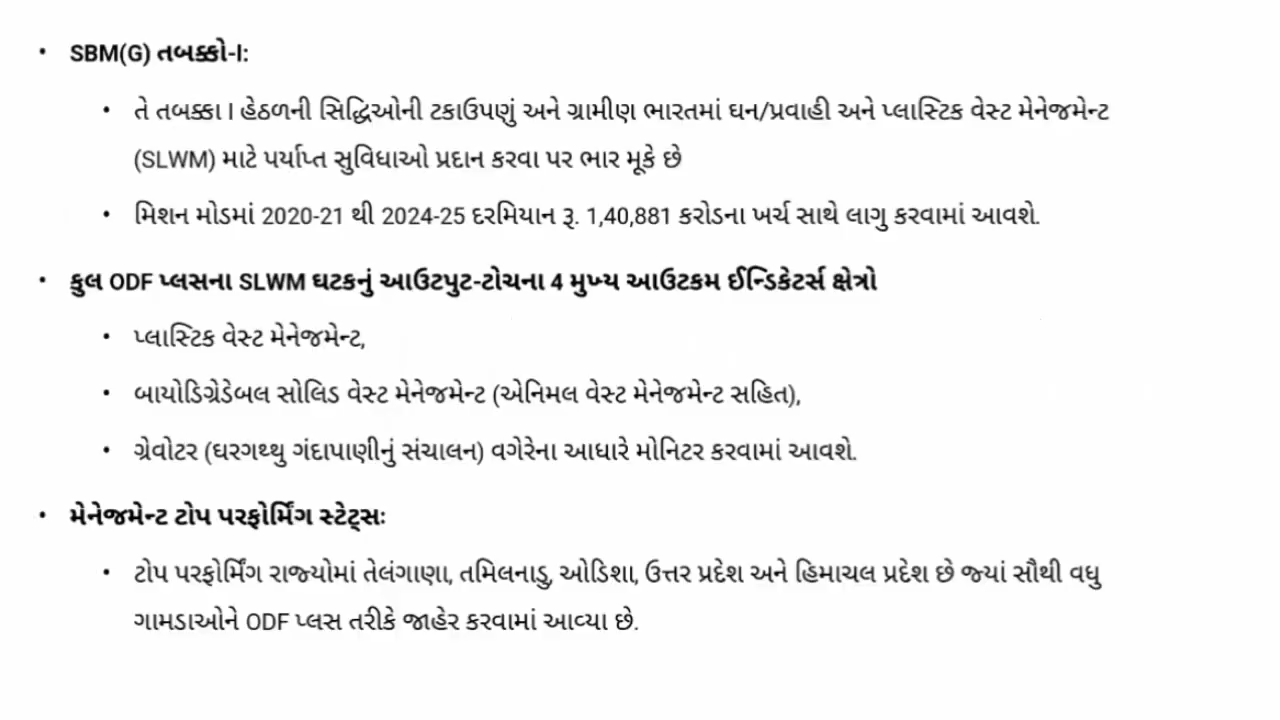 • SBM(G) તબક્કો-I:
• તે તબક્કા I હેઠળની સિદ્ધિઓની ટકાઉપણું અને ગ્રામીણ ભારતમાં ઘન/પ્રવાહી અને પ્લાસ્ટિક વેસ્ટ મેનેજમેન્ટ
(SLWM) માટે પર્યાપ્ત સુવિધાઓ પ્રદાન કરવા પર ભાર મૂકે છે
• મિશન મોડમાં 2020-21 થી 2024-25 દરમિયાન રૂ. 1,40,881 કરોડના ખર્ચ સાથે લાગુ કરવામાં આવશે.
• કુલ ODF પ્લસના SLWM ઘટકનું આઉટપુટ-ટોચના 4 મુખ્ય આઉટકમ ઈન્ડિકેટર્સ ક્ષેત્રો
• પ્લાસ્ટિક વેસ્ટ મેનેજમેન્ટ,
• બાયોડિગ્રેડેબલ સોલિડ વેસ્ટ મેનેજમેન્ટ (એનિમલ વેસ્ટ મેનેજમેન્ટ સહિત),
• ગ્રેવોટર (ઘરગથ્થુ ગંદાપાણીનું સંચાલન) વગેરેના આધારે મોનિટર કરવામાં આવશે.
• મેનેજમેન્ટ ટોપ પરફોર્મિંગ સ્ટેટ્સઃ
• ટોપ પરફોર્મિંગ રાજ્યોમાં તેલંગાણા, તમિલનાડુ, ઓડિશા, ઉત્તર પ્રદેશ અને હિમાચલ પ્રદેશ છે જ્યાં સૌથી વધુ
ગામડાઓને ODF પ્લસ તરીકે જાહેર કરવામાં આવ્યા છે.